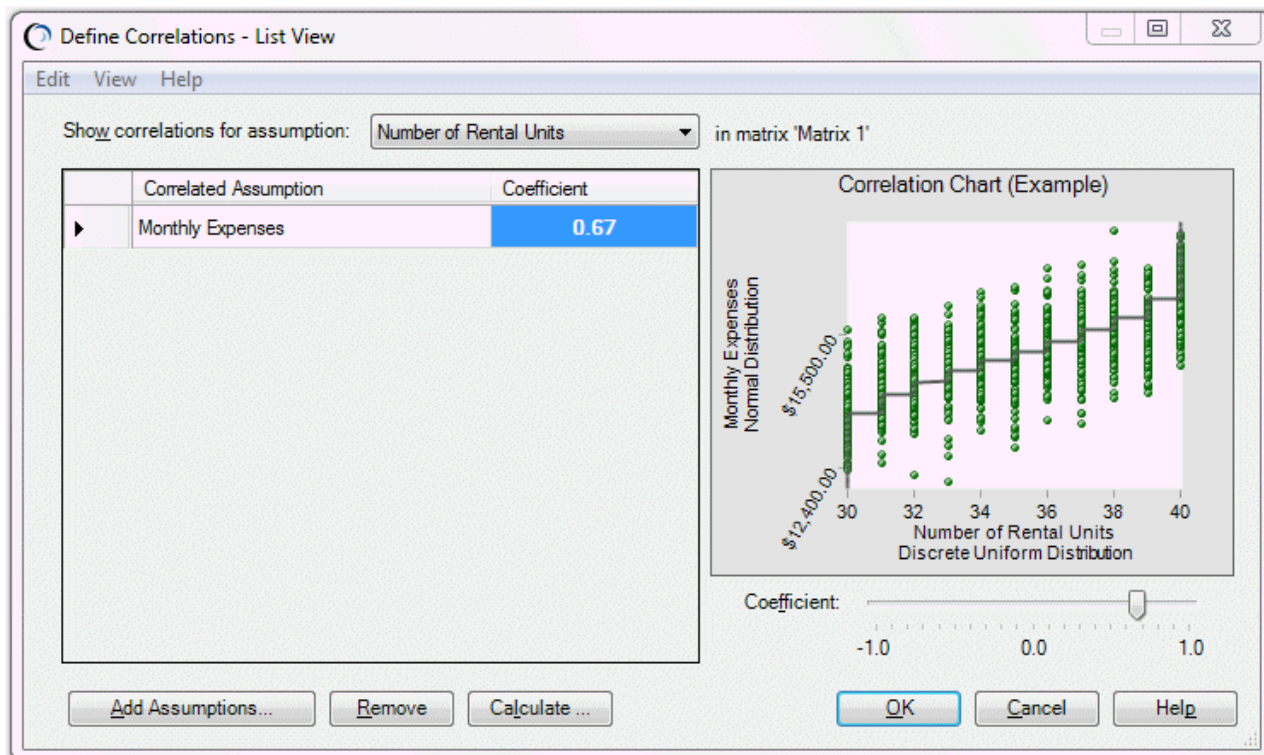 Define Correlations - List View
Edit View Help
Show correlations for assumption: Number of Rental Units in matrix 'Matrix 1'
Correlated Assumption Coefficient
Monthly Expenses 0.67
Correlation Chart (Example)
Monthly Expenses
Normal Distribution
$15,500.00
$12,400.00
30 32 34 36 38 40
Number of Rental Units
Discrete Uniform Distribution
Coefficient:
-1.0 0.0 1.0
Add Assumptions... Remove Calculate ... OK Cancel Help